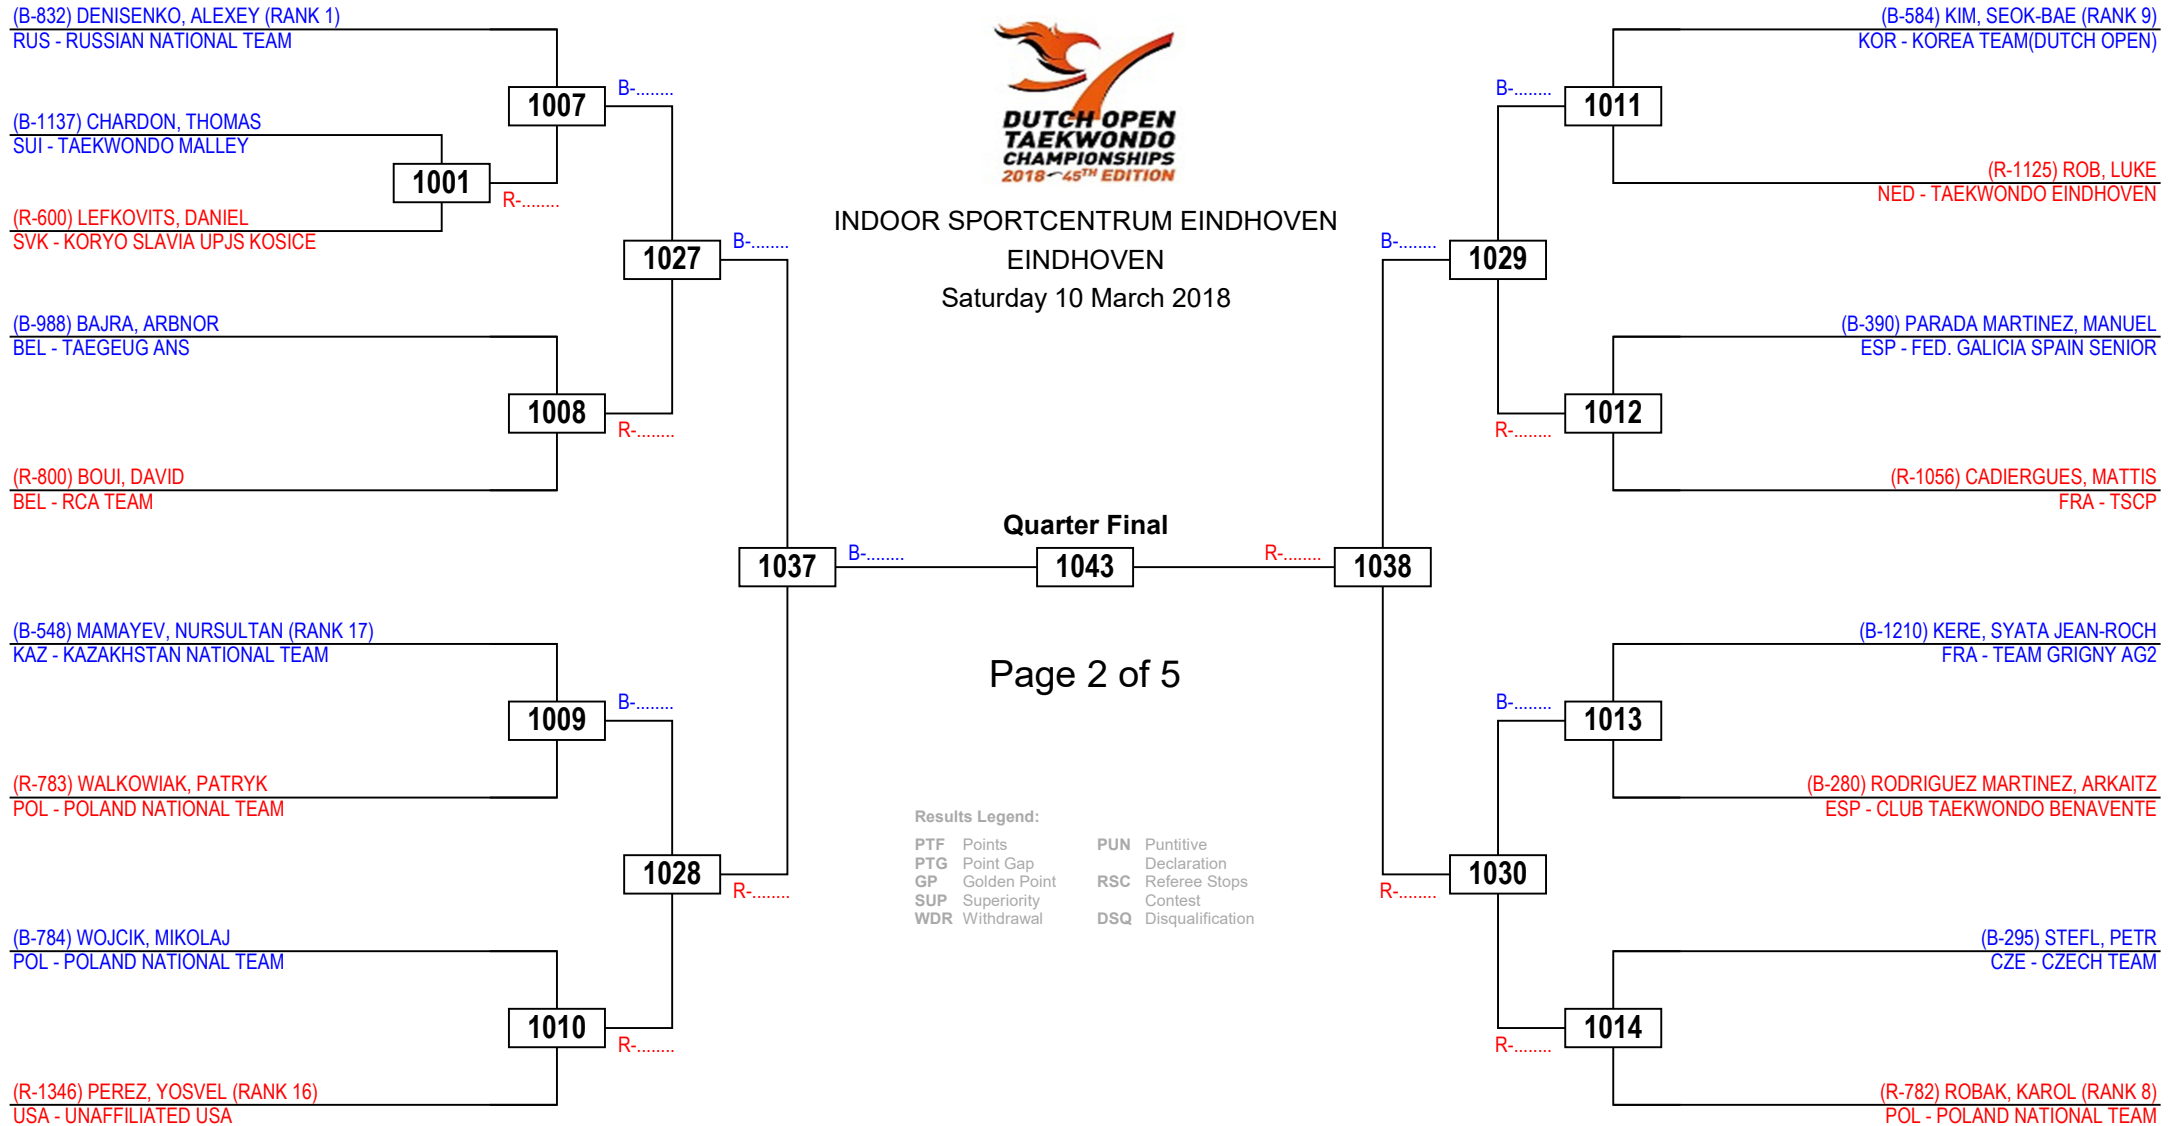 (B-832) DENISENKO, ALEXEY (RANK 1)
RUS - RUSSIAN NATIONAL TEAM
1007
B-........
(B-1137) CHARDON, THOMAS
SUI - TAEKWONDO MALLEY
1001
R-........
(R-600) LEFKOVITS, DANIEL
SVK - KORYO SLAVIA UPJS KOSICE
1027
B-........
(B-988) BAJRA, ARBNOR
BEL - TAEGEUG ANS
1008
R-........
(R-800) BOUI, DAVID
BEL - RCA TEAM
1037
B-........
(B-548) MAMAYEV, NURSULTAN (RANK 17)
KAZ - KAZAKHSTAN NATIONAL TEAM
1009
B-........
(R-783) WALKOWIAK, PATRYK
POL - POLAND NATIONAL TEAM
1028
R-........
(B-784) WOJCIK, MIKOLAJ
POL - POLAND NATIONAL TEAM
1010
R-........
(R-1346) PEREZ, YOSVEL (RANK 16)
USA - UNAFFILIATED USA
DUTCH OPEN
TAEKWONDO
CHAMPIONSHIPS
2018 45TH EDITION
INDOOR SPORTCENTRUM EINDHOVEN
EINDHOVEN
Saturday 10 March 2018
Quarter Final
1043
Page 2 of 5
Results Legend:
PTF Points
PTG Point Gap
GP Golden Point
SUP Superiority
WDR Withdrawal
PUN Puntitive
Declaration
RSC Referee Stops
Contest
DSQ Disqualification
(B-584) KIM, SEOK-BAE (RANK 9)
KOR - KOREA TEAM(DUTCH OPEN)
B-........
1011
(R-1125) ROB, LUKE
NED - TAEKWONDO EINDHOVEN
B-........
1029
(B-390) PARADA MARTINEZ, MANUEL
ESP - FED. GALICIA SPAIN SENIOR
R-........
1012
(R-1056) CADIERGUES, MATTIS
FRA - TSCP
R-........
1038
(B-1210) KERE, SYATA JEAN-ROCH
FRA - TEAM GRIGNY AG2
B-........
1013
(B-280) RODRIGUEZ MARTINEZ, ARKAITZ
ESP - CLUB TAEKWONDO BENAVENTE
R-........
1030
(B-295) STEFL, PETR
CZE - CZECH TEAM
R-........
1014
(R-782) ROBAK, KAROL (RANK 8)
POL - POLAND NATIONAL TEAM